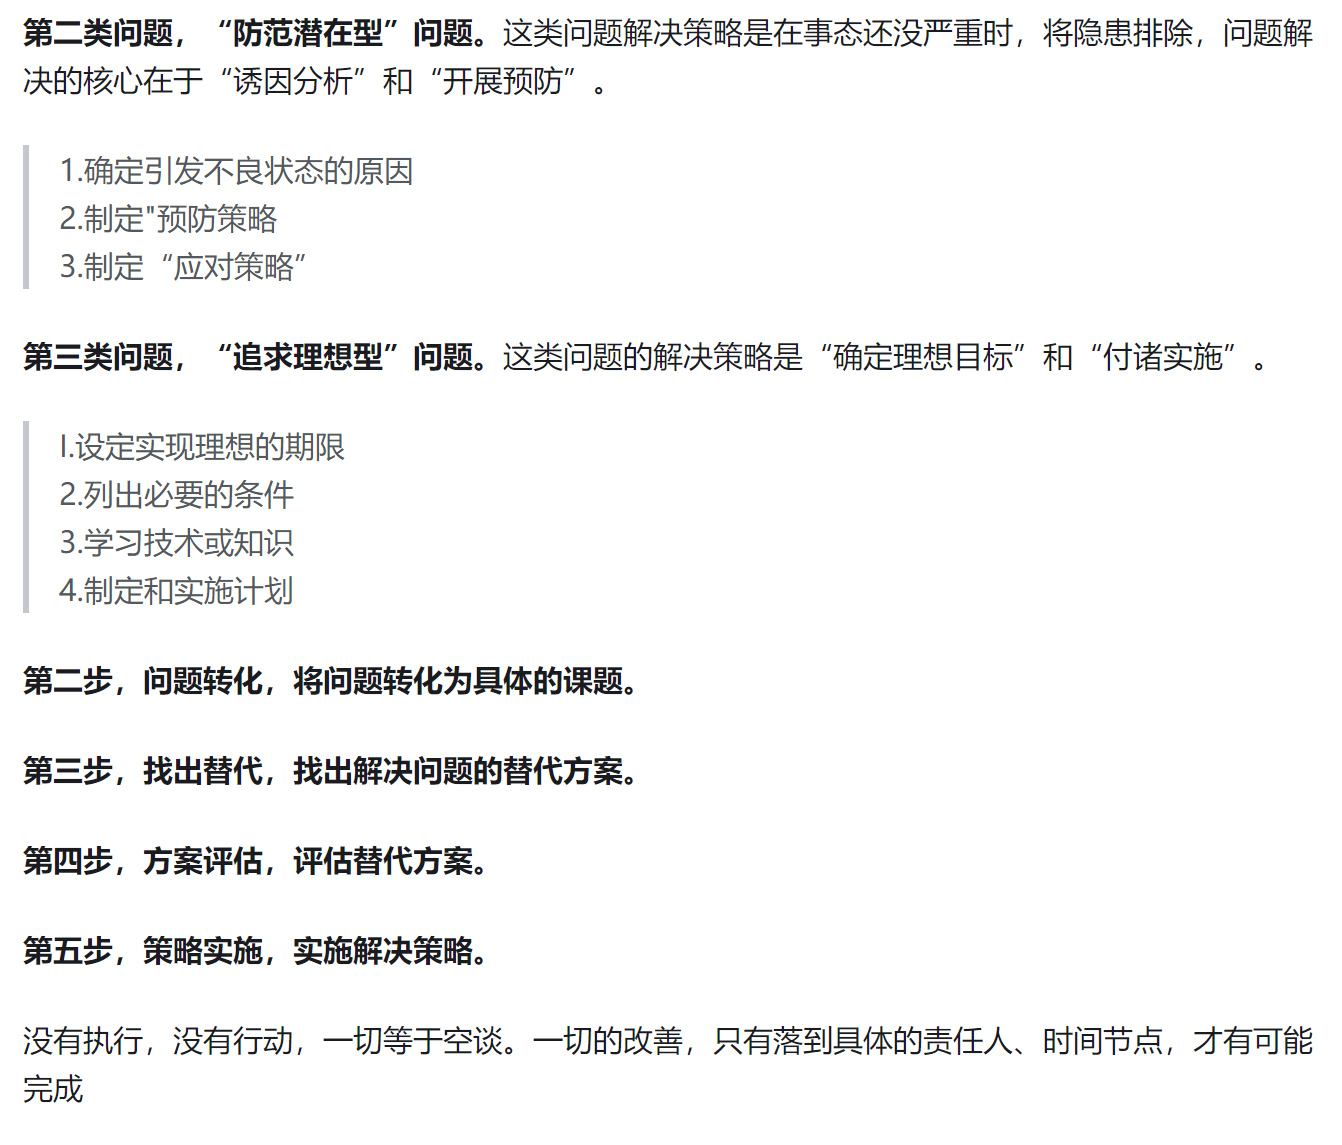 第二类问题，“防范潜在型”问题。这类问题解决策略是在事态还没严重时，将隐患排除，问题解
决的核心在于“诱因分析”和“开展预防”。
1.确定引发不良状态的原因
2.制定"预防策略
3.制定“应对策略”
第三类问题，“追求理想型”问题。这类问题的解决策略是“确定理想目标”和“付诸实施”。
I.设定实现理想的期限
2.列出必要的条件
3.学习技术或知识
4.制定和实施计划
第二步，问题转化，将问题转化为具体的课题。
第三步，找出替代，找出解决问题的替代方案。
第四步，方案评估，评估替代方案。
第五步，策略实施，实施解决策略。
没有执行，没有行动，一切等于空谈。一切的改善，只有落到具体的责任人、时间节点，才有可能
完成